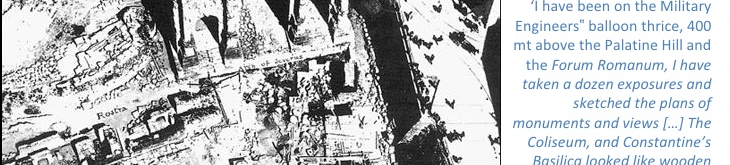 Rostra
‘I have been on the Military
Engineers" balloon thrice, 400
mt above the Palatine Hill and
the Forum Romanum, I have
taken a dozen exposures and
sketched the plans of
monuments and views […] The
Coliseum, and Constantine’s
Basilica looked like wooden